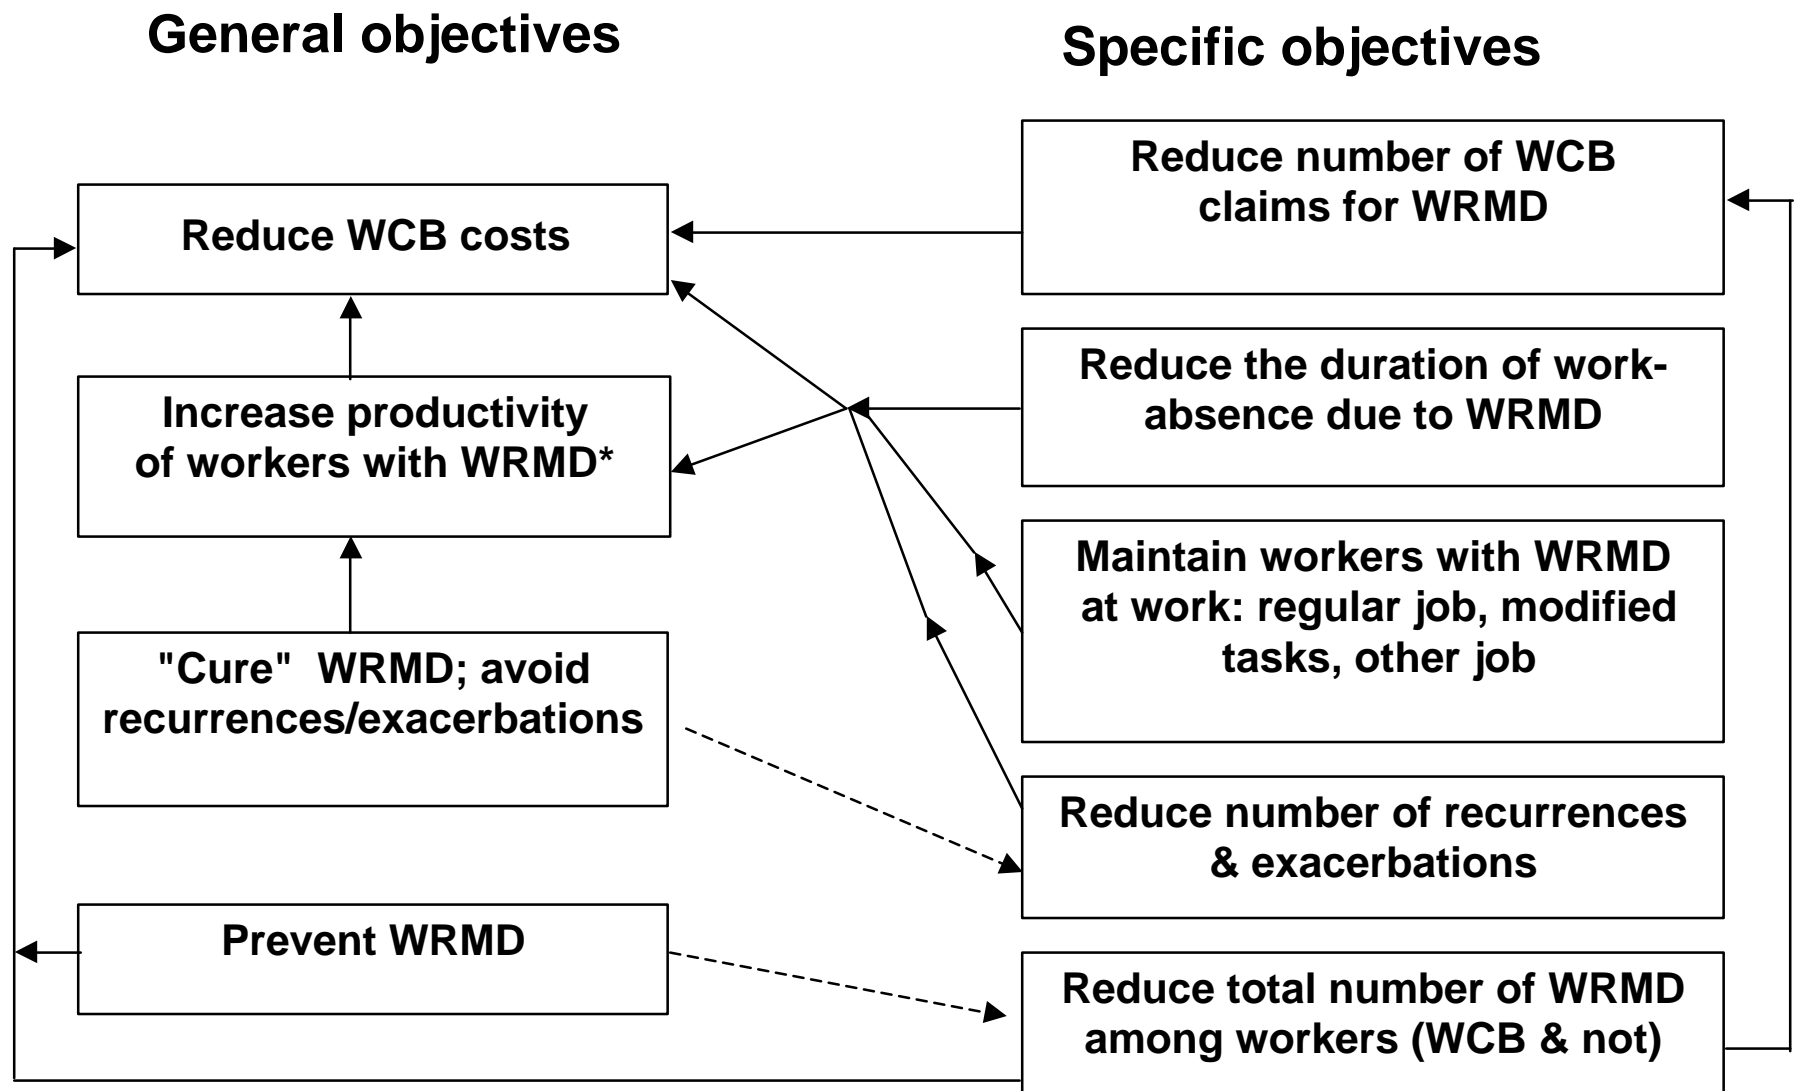 General objectives
Specific objectives
Reduce WCB costs
Increase productivity
of workers with WRMD*
"Cure" WRMD; avoid
recurrences/exacerbations
Prevent WRMD
Reduce number of WCB
claims for WRMD
Reduce the duration of work-
absence due to WRMD
Maintain workers with WRMD
at work: regular job, modified
tasks, other job
Reduce number of recurrences
& exacerbations
Reduce total number of WRMD
among workers (WCB & not)